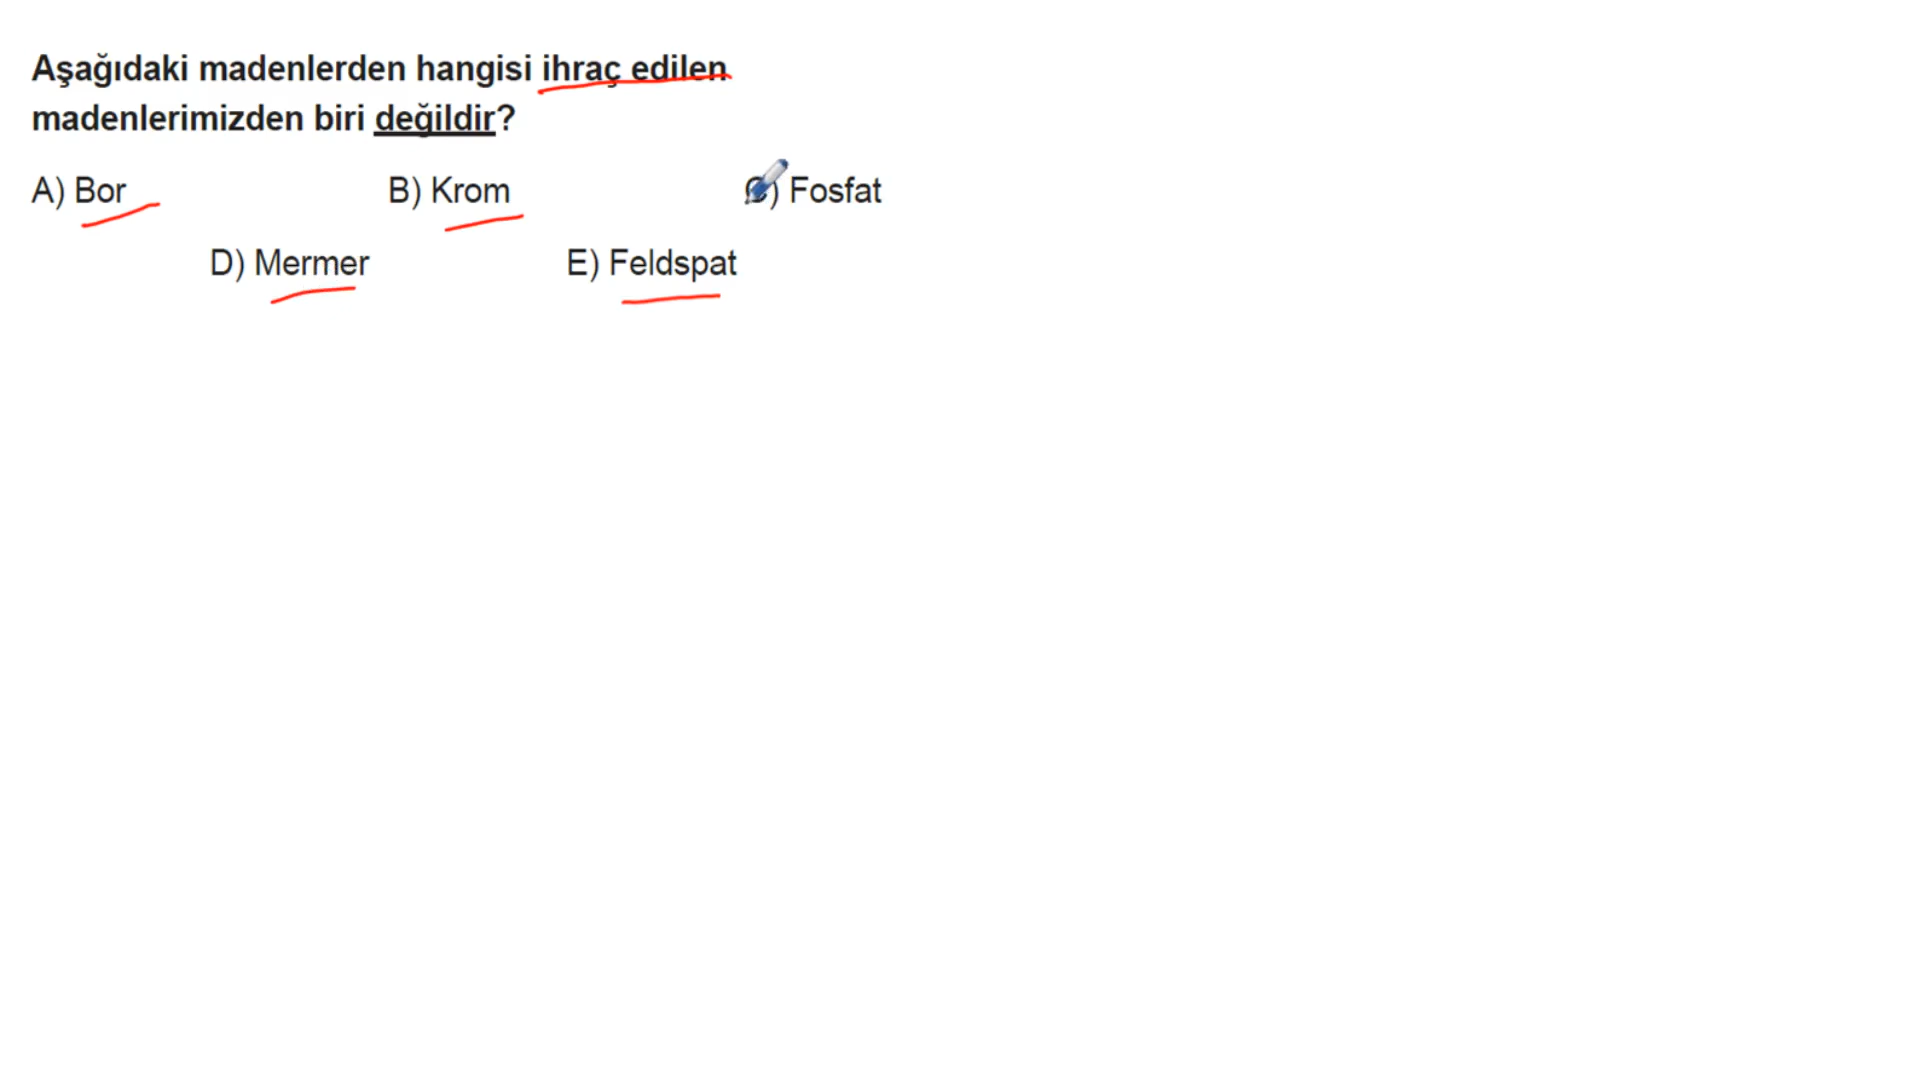 Aşağıdaki madenlerden hangisi ihraç edilen
madenlerimizden biri değildir?
A) Bor B) Krom C) Fosfat
D) Mermer E) Feldspat